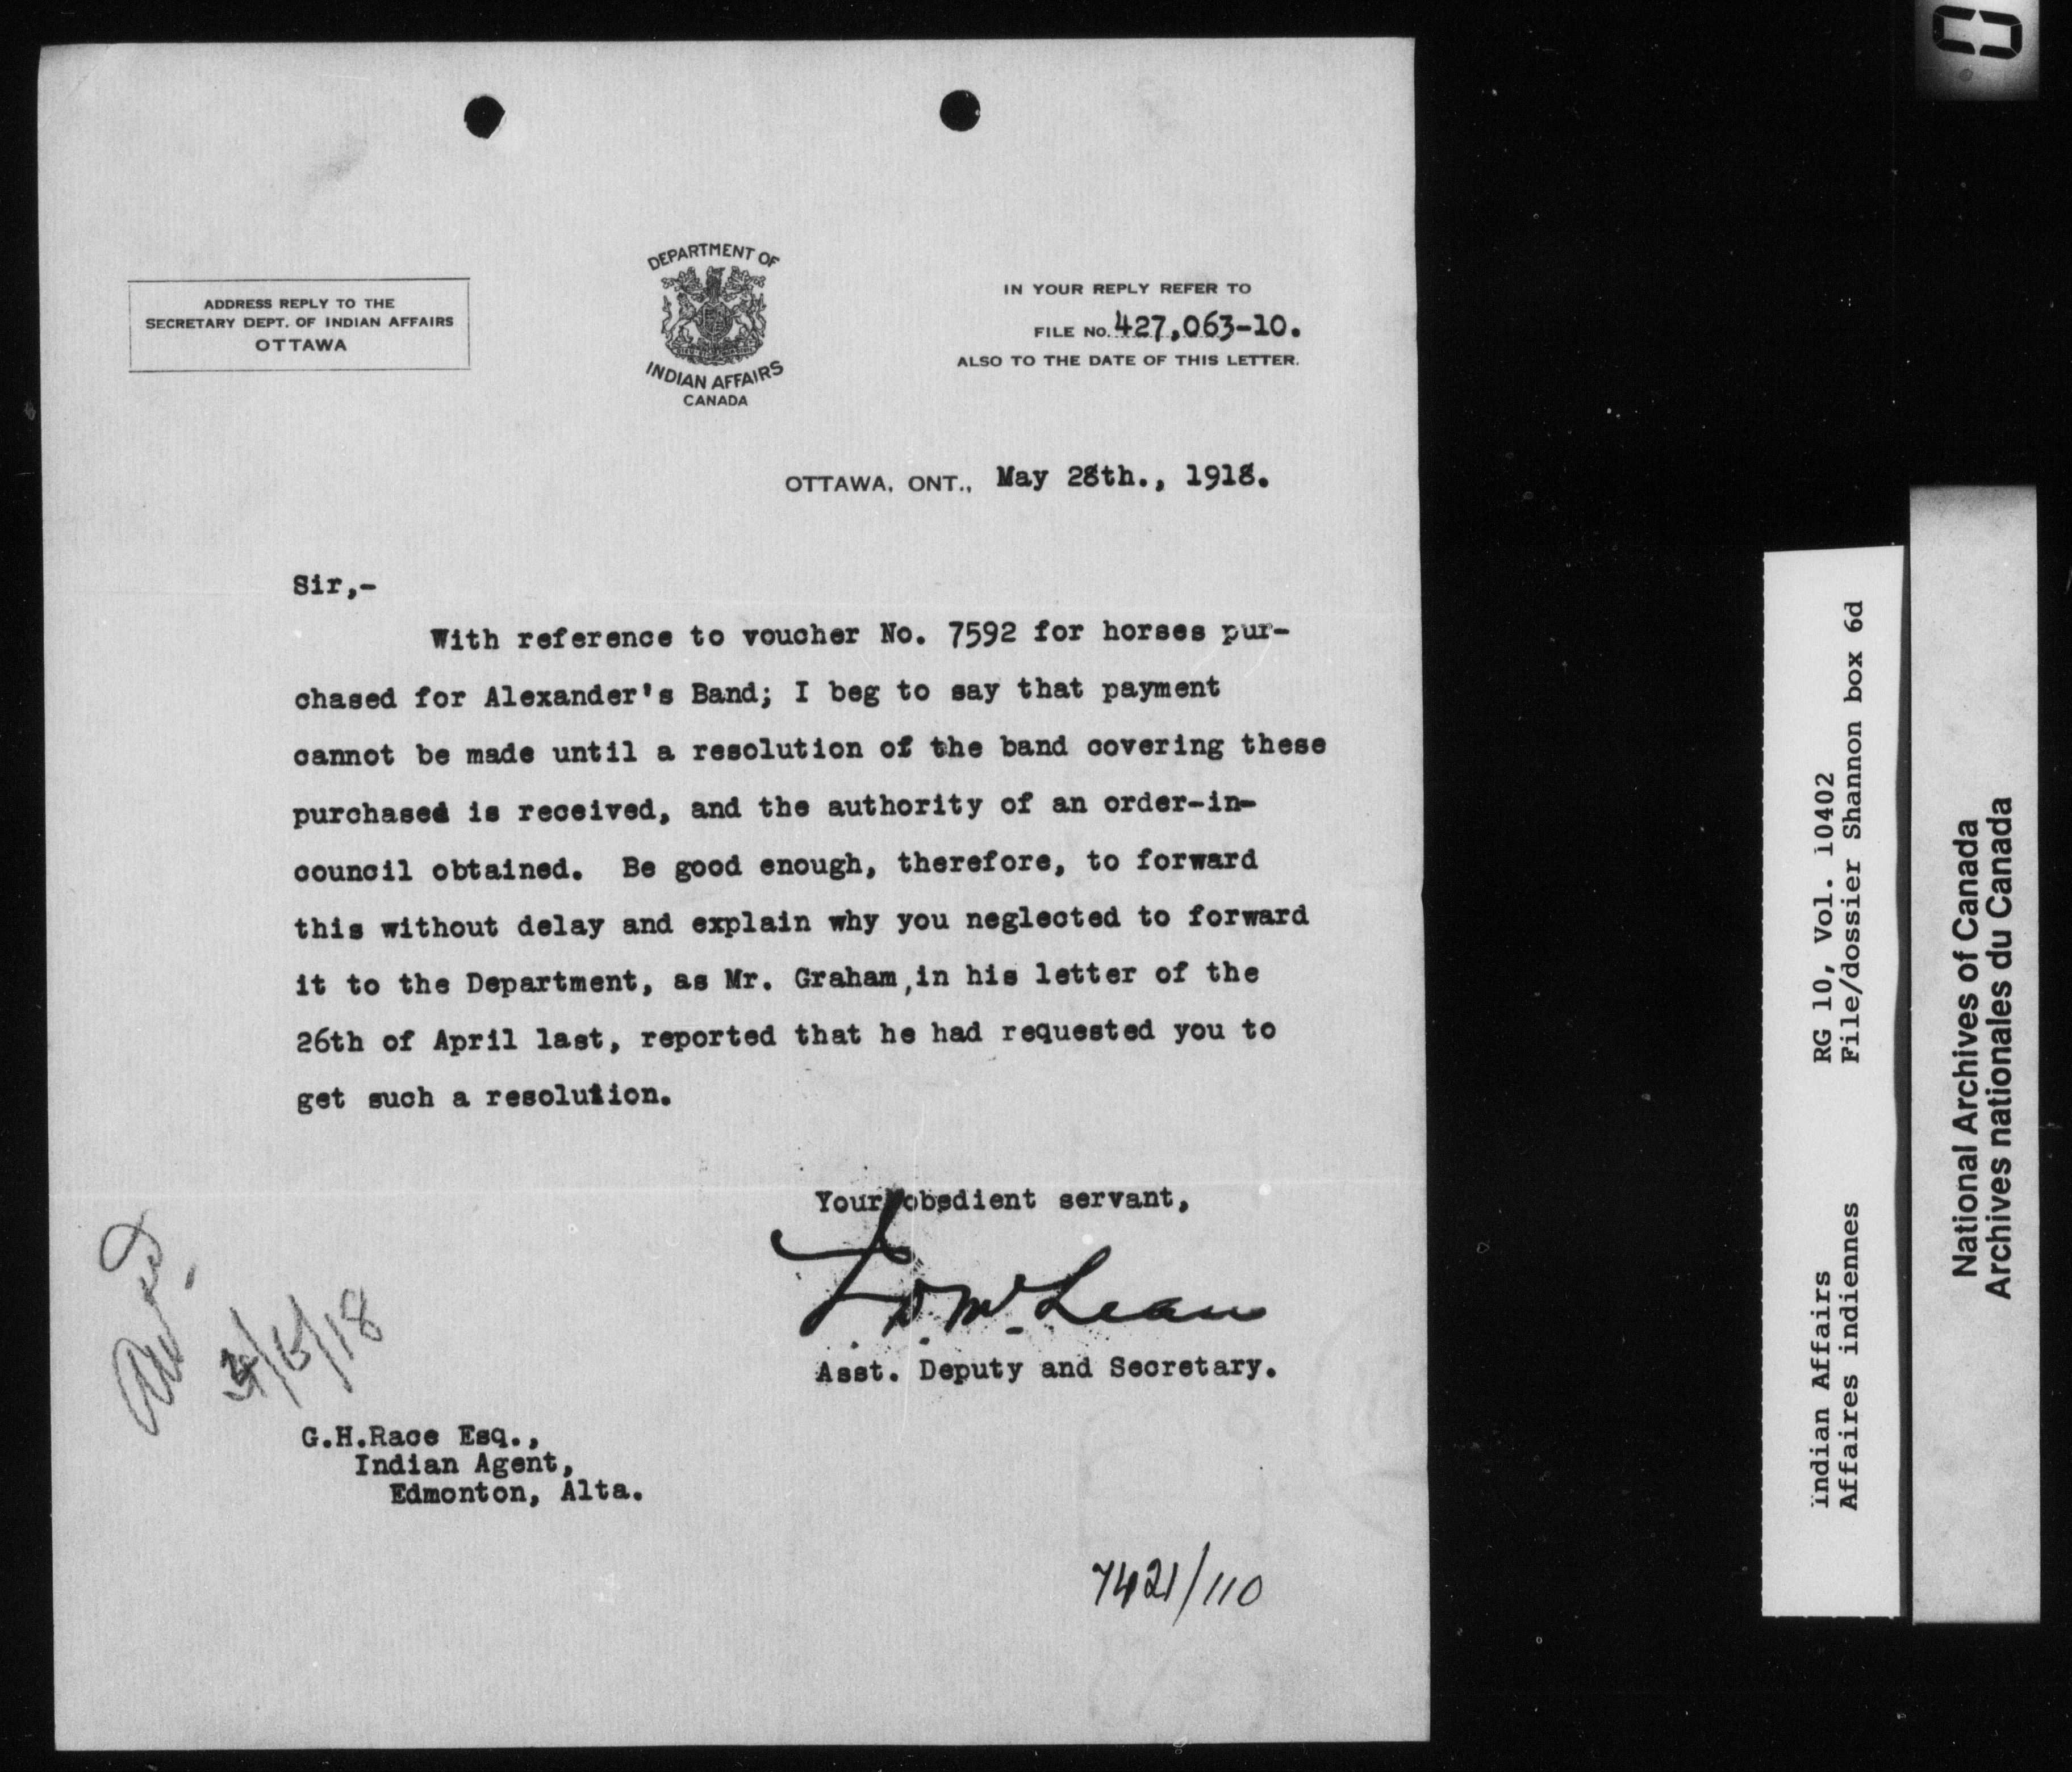 ADDRESS REPLY TO THE
SECRETARY DEPT. OF INDIAN AFFAIRS
OTTAWA
DEPARTMENT OF
INDIAN AFFAIRS
CANADA
IN YOUR REPLY REFER TO
FILE No. 427,063-10.
ALSO TO THE DATE OF THIS LETTER.
OTTAWA, ONT., May 28th., 1918.
Sir,-
With reference to voucher No. 7592 for horses pur-
chased for Alexander's Band; I beg to say that payment
cannot be made until a resolution of the band covering these
purchased is received, and the authority of an order-in-
council obtained. Be good enough, therefore, to forward
this without delay and explain why you neglected to forward
it to the Department, as Mr. Graham, in his letter of the
26th of April last, reported that he had requested you to
get such a resolution.
Your obedient servant,
McLean
Asst. Deputy and Secretary.
G.H.Race Esq.,
Indian Agent,
Edmonton, Alta.
7421/110
Indian Affairs RG 10, Vol. 10402
Affaires indiennes File/dossier Shannon box 6d
National Archives of Canada
Archives nationales du Canada